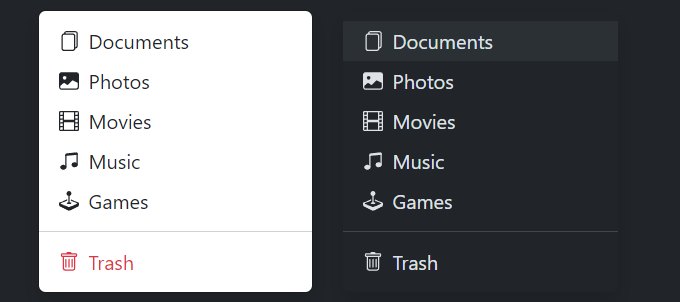 Documents
Photos
Movies
Music
Games
Trash
Documents
Photos
Movies
Music
Games
Trash